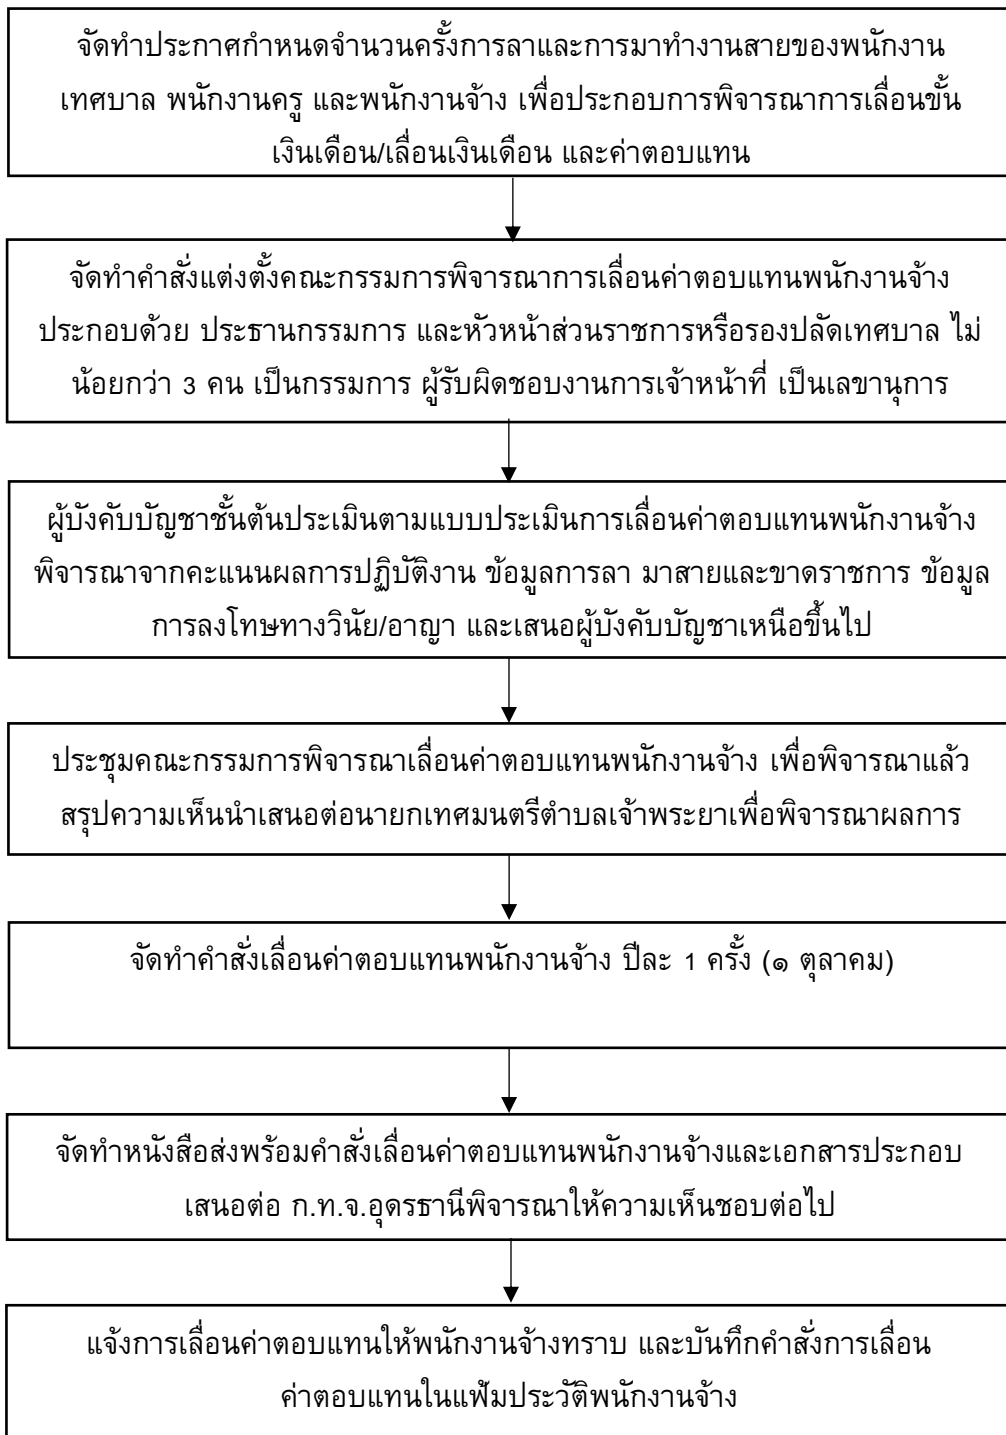 จัดทำประกาศกำหนดจำนวนครั้งการลาและการมาทำงานสายของพนักงาน
เทศบาล พนักงานครู และพนักงานจ้าง เพื่อประกอบการพิจารณาการเลื่อนขั้น
เงินเดือน/เลื่อนเงินเดือน และค่าตอบแทน
จัดทำคำสั่งแต่งตั้งคณะกรรมการพิจารณาการเลื่อนค่าตอบแทนพนักงานจ้าง
ประกอบด้วย ประธานกรรมการ และหัวหน้าส่วนราชการหรือรองปลัดเทศบาล ไม่
น้อยกว่า 3 คน เป็นกรรมการ ผู้รับผิดชอบงานการเจ้าหน้าที่ เป็นเลขานุการ
ผู้บังคับบัญชาชั้นต้นประเมินตามแบบประเมินการเลื่อนค่าตอบแทนพนักงานจ้าง
พิจารณาจากคะแนนผลการปฏิบัติงาน ข้อมูลการลา มาสายและขาดราชการ ข้อมูล
การลงโทษทางวินัย/อาญา และเสนอผู้บังคับบัญชาเหนือขึ้นไป
ประชุมคณะกรรมการพิจารณาเลื่อนค่าตอบแทนพนักงานจ้าง เพื่อพิจารณาแล้ว
สรุปความเห็นนำเสนอต่อนายกเทศมนตรีตำบลเจ้าพระยาเพื่อพิจารณาผลการ
จัดทำคำสั่งเลื่อนค่าตอบแทนพนักงานจ้าง ปีละ 1 ครั้ง (๑ ตุลาคม)
จัดทำหนังสือส่งพร้อมคำสั่งเลื่อนค่าตอบแทนพนักงานจ้างและเอกสารประกอบ
เสนอต่อ ก.ท.จ.อุดรธานีพิจารณาให้ความเห็นชอบต่อไป
แจ้งการเลื่อนค่าตอบแทนให้พนักงานจ้างทราบ และบันทึกคำสั่งการเลื่อน
ค่าตอบแทนในแฟ้มประวัติพนักงานจ้าง